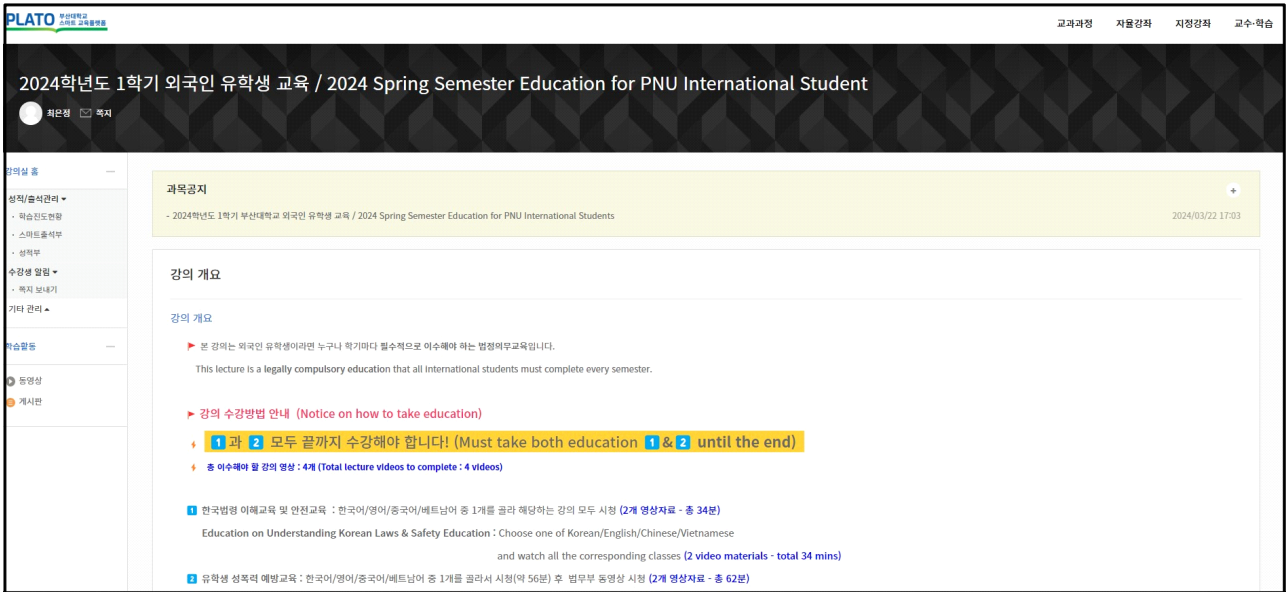 PLATO 부산대학교
스마트 교육플랫폼
교과과정 자율강좌 지정강좌 교수·학습
2024학년도 1학기 외국인 유학생 교육 / 2024 Spring Semester Education for PNU International Student
최은정 쪽지
강의실 홈
성적/출석관리
학습진도현황
스마트출석부
성적부
수강생 알림
쪽지 보내기
기타 관리
학습활동
동영상
게시판
과목공지
- 2024학년도 1학기 부산대학교 외국인 유학생 교육 / 2024 Spring Semester Education for PNU International Students 2024/03/22 17:03
강의 개요
강의 개요
본 강의는 외국인 유학생이라면 누구나 학기마다 필수적으로 이수해야 하는 법정의무교육입니다.
This lecture is a legally compulsory education that all international students must complete every semester.
강의 수강방법 안내 (Notice on how to take education)
1과 2 모두 끝까지 수강해야 합니다! (Must take both education 1 & 2 until the end)
총 이수해야 할 강의 영상 : 4개 (Total lecture videos to complete : 4 videos)
1 한국법령 이해교육 및 안전교육 : 한국어/영어/중국어/베트남어 중 1개를 골라 해당하는 강의 모두 시청 (2개 영상자료 - 총 34분)
Education on Understanding Korean Laws & Safety Education : Choose one of Korean/English/Chinese/Vietnamese
and watch all the corresponding classes (2 video materials - total 34 mins)
2 유학생 성폭력 예방교육 : 한국어/영어/중국어/베트남어 중 1개를 골라서 시청(약 56분) 후 법무부 동영상 시청 (2개 영상자료 - 총 62분)